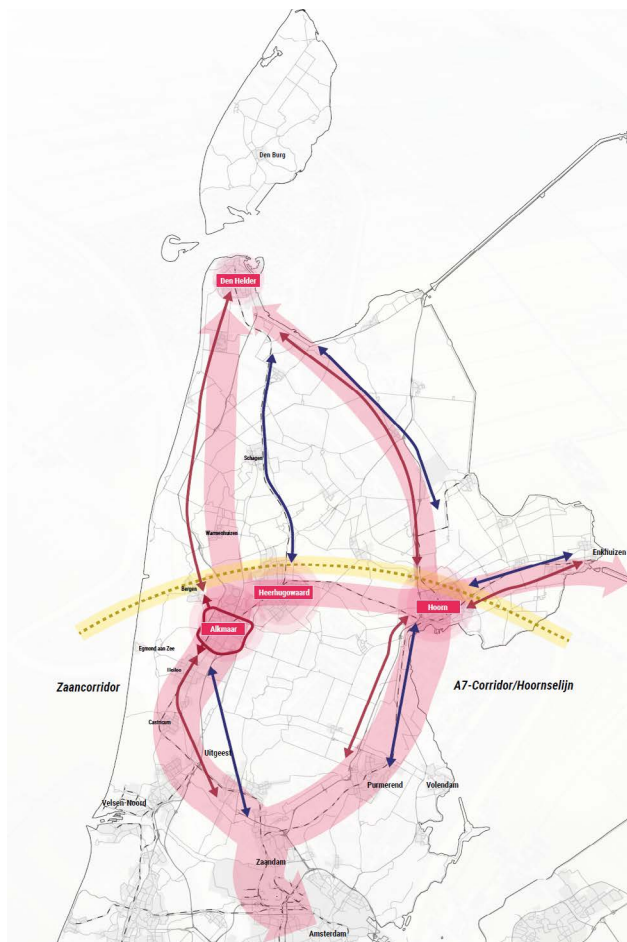 Den Burg
Den Helder
Schagen
Warmenhuizen
Enkhuizen
Bergen
Heerhugowaard
Hoorn
Alkmaar
Egmond aan Zee
Heiloo
Zaancorridor
A7-Corridor/Hoornselijn
Castricum
Uitgeest
Purmerend
Volendam
Velsen-Noord
Zaandam
Amsterdam